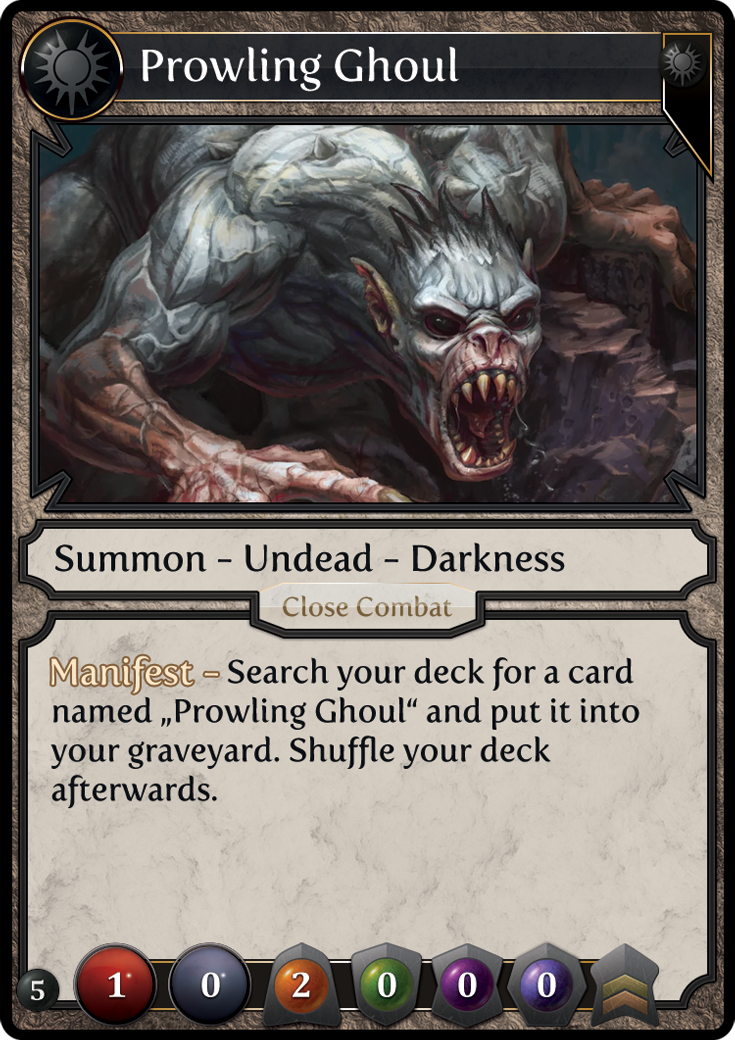 Prowling Ghoul
Summon – Undead – Darkness
Close Combat
Manifest – Search your deck for a card
named „Prowling Ghoul“ and put it into
your graveyard. Shuffle your deck
afterwards.
5 1 0 2 0 0 0